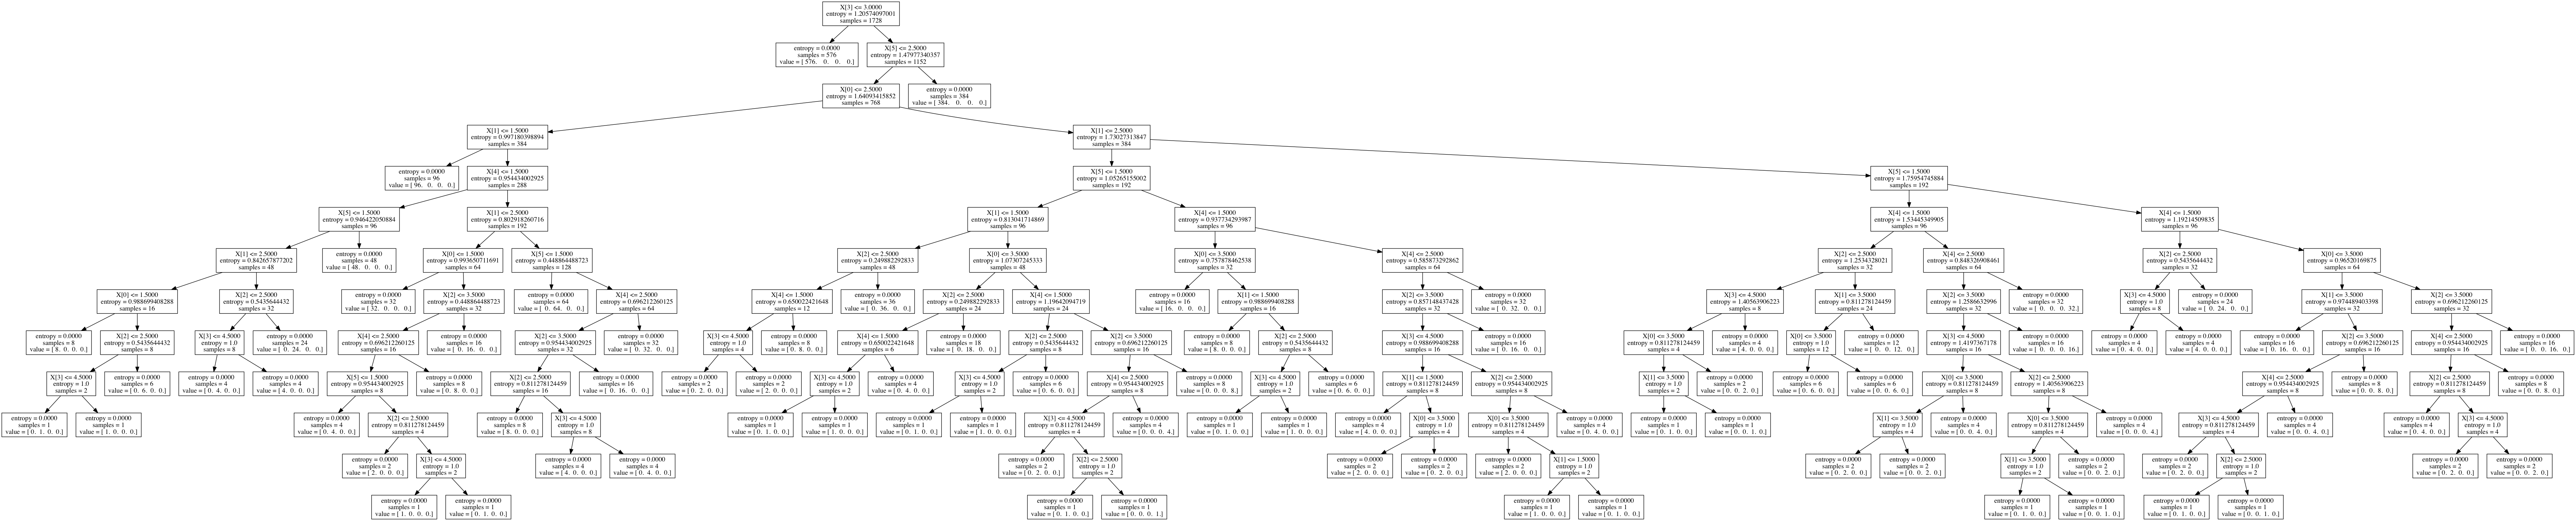 X[3] <= 3.0000
entropy = 1.20574097001
samples = 1728
entropy = 0.0000
samples = 576
value = [ 576. 0. 0. 0.]
X[5] <= 2.5000
entropy = 1.47977340357
samples = 1152
X[0] <= 2.5000
entropy = 1.64093415852
samples = 768
entropy = 0.0000
samples = 384
value = [ 384. 0. 0. 0.]
X[1] <= 1.5000
entropy = 0.997180398894
samples = 384
X[1] <= 2.5000
entropy = 1.73027313847
samples = 384
entropy = 0.0000
samples = 96
value = [ 96. 0. 0. 0.]
X[4] <= 1.5000
entropy = 0.954434002925
samples = 288
X[5] <= 1.5000
entropy = 1.05265155002
samples = 192
X[5] <= 1.5000
entropy = 1.75954745884
samples = 192
X[5] <= 1.5000
entropy = 0.946422050884
samples = 96
X[1] <= 2.5000
entropy = 0.802918260716
samples = 192
X[1] <= 1.5000
entropy = 0.813041714869
samples = 96
X[4] <= 1.5000
entropy = 0.937734293987
samples = 96
X[4] <= 1.5000
entropy = 1.53445349905
samples = 96
X[4] <= 1.5000
entropy = 1.19214509835
samples = 96
X[1] <= 2.5000
entropy = 0.842657877202
samples = 48
entropy = 0.0000
samples = 48
value = [ 48. 0. 0. 0.]
X[0] <= 1.5000
entropy = 0.993650711691
samples = 64
X[5] <= 1.5000
entropy = 0.448864488723
samples = 128
X[2] <= 2.5000
entropy = 0.249882292833
samples = 48
X[0] <= 3.5000
entropy = 1.07307245333
samples = 48
X[0] <= 3.5000
entropy = 0.757878462538
samples = 32
X[4] <= 2.5000
entropy = 0.585873292862
samples = 64
X[2] <= 2.5000
entropy = 1.2534328021
samples = 32
X[4] <= 2.5000
entropy = 0.848326908461
samples = 64
X[2] <= 2.5000
entropy = 0.5435644432
samples = 32
X[0] <= 3.5000
entropy = 0.96520169875
samples = 64
X[0] <= 1.5000
entropy = 0.988699408288
samples = 16
X[2] <= 2.5000
entropy = 0.5435644432
samples = 32
entropy = 0.0000
samples = 32
value = [ 32. 0. 0. 0.]
X[2] <= 3.5000
entropy = 0.448864488723
samples = 32
entropy = 0.0000
samples = 64
value = [ 0. 64. 0. 0.]
X[4] <= 2.5000
entropy = 0.696212260125
samples = 64
X[4] <= 1.5000
entropy = 0.650022421648
samples = 12
entropy = 0.0000
samples = 36
value = [ 0. 36. 0. 0.]
X[2] <= 2.5000
entropy = 0.249882292833
samples = 24
X[4] <= 1.5000
entropy = 1.19642094719
samples = 24
entropy = 0.0000
samples = 16
value = [ 16. 0. 0. 0.]
X[1] <= 1.5000
entropy = 0.988699408288
samples = 16
X[2] <= 3.5000
entropy = 0.857148437428
samples = 32
entropy = 0.0000
samples = 32
value = [ 0. 32. 0. 0.]
X[3] <= 4.5000
entropy = 1.40563906223
samples = 8
X[1] <= 3.5000
entropy = 0.811278124459
samples = 24
X[2] <= 3.5000
entropy = 1.2586632996
samples = 32
entropy = 0.0000
samples = 32
value = [ 0. 0. 0. 32.]
X[3] <= 4.5000
entropy = 1.0
samples = 8
entropy = 0.0000
samples = 24
value = [ 0. 24. 0. 0.]
X[1] <= 3.5000
entropy = 0.974489403398
samples = 32
X[2] <= 3.5000
entropy = 0.696212260125
samples = 32
entropy = 0.0000
samples = 8
value = [ 8. 0. 0. 0.]
X[2] <= 2.5000
entropy = 0.5435644432
samples = 8
X[3] <= 4.5000
entropy = 1.0
samples = 8
entropy = 0.0000
samples = 24
value = [ 0. 24. 0. 0.]
X[4] <= 2.5000
entropy = 0.696212260125
samples = 16
entropy = 0.0000
samples = 16
value = [ 0. 16. 0. 0.]
X[2] <= 3.5000
entropy = 0.954434002925
samples = 32
entropy = 0.0000
samples = 32
value = [ 0. 32. 0. 0.]
X[3] <= 4.5000
entropy = 1.0
samples = 4
entropy = 0.0000
samples = 8
value = [ 0. 8. 0. 0.]
X[4] <= 1.5000
entropy = 0.650022421648
samples = 6
entropy = 0.0000
samples = 18
value = [ 0. 18. 0. 0.]
X[2] <= 2.5000
entropy = 0.5435644432
samples = 8
X[2] <= 3.5000
entropy = 0.696212260125
samples = 16
entropy = 0.0000
samples = 8
value = [ 8. 0. 0. 0.]
X[2] <= 2.5000
entropy = 0.5435644432
samples = 8
X[3] <= 4.5000
entropy = 0.988699408288
samples = 16
entropy = 0.0000
samples = 16
value = [ 0. 16. 0. 0.]
X[0] <= 3.5000
entropy = 0.811278124459
samples = 4
entropy = 0.0000
samples = 4
value = [ 4. 0. 0. 0.]
X[0] <= 3.5000
entropy = 1.0
samples = 12
entropy = 0.0000
samples = 12
value = [ 0. 0. 12. 0.]
X[3] <= 4.5000
entropy = 1.4197367178
samples = 16
entropy = 0.0000
samples = 16
value = [ 0. 0. 0. 16.]
entropy = 0.0000
samples = 4
value = [ 0. 4. 0. 0.]
entropy = 0.0000
samples = 4
value = [ 4. 0. 0. 0.]
entropy = 0.0000
samples = 16
value = [ 0. 16. 0. 0.]
X[2] <= 3.5000
entropy = 0.696212260125
samples = 16
X[4] <= 2.5000
entropy = 0.954434002925
samples = 16
entropy = 0.0000
samples = 16
value = [ 0. 0. 16. 0.]
X[3] <= 4.5000
entropy = 1.0
samples = 2
entropy = 0.0000
samples = 6
value = [ 0. 6. 0. 0.]
entropy = 0.0000
samples = 4
value = [ 0. 4. 0. 0.]
entropy = 0.0000
samples = 4
value = [ 4. 0. 0. 0.]
X[5] <= 1.5000
entropy = 0.954434002925
samples = 8
entropy = 0.0000
samples = 8
value = [ 0. 8. 0. 0.]
X[2] <= 2.5000
entropy = 0.811278124459
samples = 16
entropy = 0.0000
samples = 16
value = [ 0. 16. 0. 0.]
entropy = 0.0000
samples = 2
value = [ 0. 2. 0. 0.]
entropy = 0.0000
samples = 2
value = [ 2. 0. 0. 0.]
X[3] <= 4.5000
entropy = 1.0
samples = 2
entropy = 0.0000
samples = 4
value = [ 0. 4. 0. 0.]
X[3] <= 4.5000
entropy = 1.0
samples = 2
entropy = 0.0000
samples = 6
value = [ 0. 6. 0. 0.]
X[4] <= 2.5000
entropy = 0.954434002925
samples = 8
entropy = 0.0000
samples = 8
value = [ 0. 0. 0. 8.]
X[3] <= 4.5000
entropy = 1.0
samples = 2
entropy = 0.0000
samples = 6
value = [ 0. 6. 0. 0.]
X[1] <= 1.5000
entropy = 0.811278124459
samples = 8
X[2] <= 2.5000
entropy = 0.954434002925
samples = 8
X[1] <= 3.5000
entropy = 1.0
samples = 2
entropy = 0.0000
samples = 2
value = [ 0. 0. 2. 0.]
entropy = 0.0000
samples = 6
value = [ 0. 6. 0. 0.]
entropy = 0.0000
samples = 6
value = [ 0. 0. 6. 0.]
X[0] <= 3.5000
entropy = 0.811278124459
samples = 8
X[2] <= 2.5000
entropy = 1.40563906223
samples = 8
X[4] <= 2.5000
entropy = 0.954434002925
samples = 8
entropy = 0.0000
samples = 8
value = [ 0. 0. 8. 0.]
X[2] <= 2.5000
entropy = 0.811278124459
samples = 8
entropy = 0.0000
samples = 8
value = [ 0. 0. 8. 0.]
entropy = 0.0000
samples = 1
value = [ 0. 1. 0. 0.]
entropy = 0.0000
samples = 1
value = [ 1. 0. 0. 0.]
entropy = 0.0000
samples = 4
value = [ 0. 4. 0. 0.]
X[2] <= 2.5000
entropy = 0.811278124459
samples = 4
entropy = 0.0000
samples = 8
value = [ 8. 0. 0. 0.]
X[3] <= 4.5000
entropy = 1.0
samples = 8
entropy = 0.0000
samples = 1
value = [ 0. 1. 0. 0.]
entropy = 0.0000
samples = 1
value = [ 1. 0. 0. 0.]
entropy = 0.0000
samples = 1
value = [ 0. 1. 0. 0.]
entropy = 0.0000
samples = 1
value = [ 1. 0. 0. 0.]
X[3] <= 4.5000
entropy = 0.811278124459
samples = 4
entropy = 0.0000
samples = 4
value = [ 0. 0. 0. 4.]
entropy = 0.0000
samples = 1
value = [ 0. 1. 0. 0.]
entropy = 0.0000
samples = 1
value = [ 1. 0. 0. 0.]
entropy = 0.0000
samples = 4
value = [ 4. 0. 0. 0.]
X[0] <= 3.5000
entropy = 1.0
samples = 4
X[0] <= 3.5000
entropy = 0.811278124459
samples = 4
entropy = 0.0000
samples = 4
value = [ 0. 4. 0. 0.]
entropy = 0.0000
samples = 1
value = [ 0. 1. 0. 0.]
entropy = 0.0000
samples = 1
value = [ 0. 0. 1. 0.]
X[1] <= 3.5000
entropy = 1.0
samples = 4
entropy = 0.0000
samples = 4
value = [ 0. 0. 4. 0.]
X[0] <= 3.5000
entropy = 0.811278124459
samples = 4
entropy = 0.0000
samples = 4
value = [ 0. 0. 0. 4.]
X[3] <= 4.5000
entropy = 0.811278124459
samples = 4
entropy = 0.0000
samples = 4
value = [ 0. 0. 4. 0.]
entropy = 0.0000
samples = 4
value = [ 0. 4. 0. 0.]
X[3] <= 4.5000
entropy = 1.0
samples = 4
entropy = 0.0000
samples = 2
value = [ 2. 0. 0. 0.]
X[3] <= 4.5000
entropy = 1.0
samples = 2
entropy = 0.0000
samples = 4
value = [ 4. 0. 0. 0.]
entropy = 0.0000
samples = 4
value = [ 0. 4. 0. 0.]
entropy = 0.0000
samples = 2
value = [ 0. 2. 0. 0.]
X[2] <= 2.5000
entropy = 1.0
samples = 2
entropy = 0.0000
samples = 2
value = [ 2. 0. 0. 0.]
entropy = 0.0000
samples = 2
value = [ 0. 2. 0. 0.]
entropy = 0.0000
samples = 2
value = [ 2. 0. 0. 0.]
X[1] <= 1.5000
entropy = 1.0
samples = 2
entropy = 0.0000
samples = 2
value = [ 0. 2. 0. 0.]
entropy = 0.0000
samples = 2
value = [ 0. 0. 2. 0.]
X[1] <= 3.5000
entropy = 1.0
samples = 2
entropy = 0.0000
samples = 2
value = [ 0. 0. 2. 0.]
entropy = 0.0000
samples = 2
value = [ 0. 2. 0. 0.]
X[2] <= 2.5000
entropy = 1.0
samples = 2
entropy = 0.0000
samples = 2
value = [ 0. 2. 0. 0.]
entropy = 0.0000
samples = 2
value = [ 0. 0. 2. 0.]
entropy = 0.0000
samples = 1
value = [ 1. 0. 0. 0.]
entropy = 0.0000
samples = 1
value = [ 0. 1. 0. 0.]
entropy = 0.0000
samples = 1
value = [ 0. 1. 0. 0.]
entropy = 0.0000
samples = 1
value = [ 0. 0. 0. 1.]
entropy = 0.0000
samples = 1
value = [ 1. 0. 0. 0.]
entropy = 0.0000
samples = 1
value = [ 0. 1. 0. 0.]
entropy = 0.0000
samples = 1
value = [ 0. 1. 0. 0.]
entropy = 0.0000
samples = 1
value = [ 0. 0. 1. 0.]
entropy = 0.0000
samples = 1
value = [ 0. 1. 0. 0.]
entropy = 0.0000
samples = 1
value = [ 0. 0. 1. 0.]